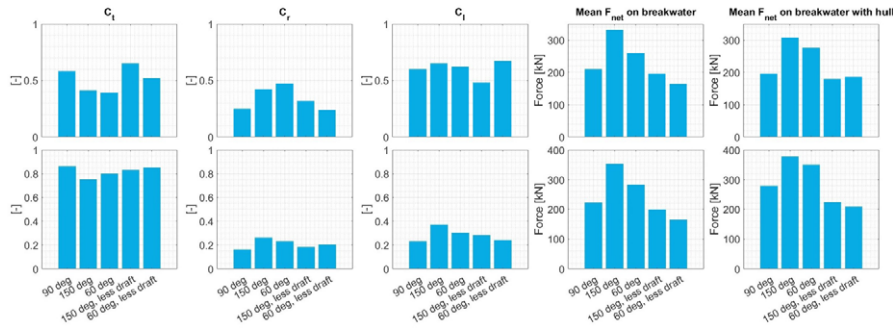 C_t
C_r
C_l
Mean F_net on breakwater
Mean F_net on breakwater with hull
1
0.5
0
[-]
1
0.5
0
[-]
1
0.5
0
[-]
300
200
100
0
Force [kN]
300
200
100
0
Force [kN]
1
0.8
0.6
0.4
0.2
0
[-]
1
0.8
0.6
0.4
0.2
0
[-]
1
0.8
0.6
0.4
0.2
0
[-]
400
300
200
100
0
Force [kN]
400
300
200
100
0
Force [kN]
90 deg
150 deg
60 deg
150 deg, less draft
60 deg, less draft
90 deg
150 deg
60 deg
150 deg, less draft
60 deg, less draft
90 deg
150 deg
60 deg
150 deg, less draft
60 deg, less draft
90 deg
150 deg
60 deg
150 deg, less draft
60 deg, less draft
90 deg
150 deg
60 deg
150 deg, less draft
60 deg, less draft